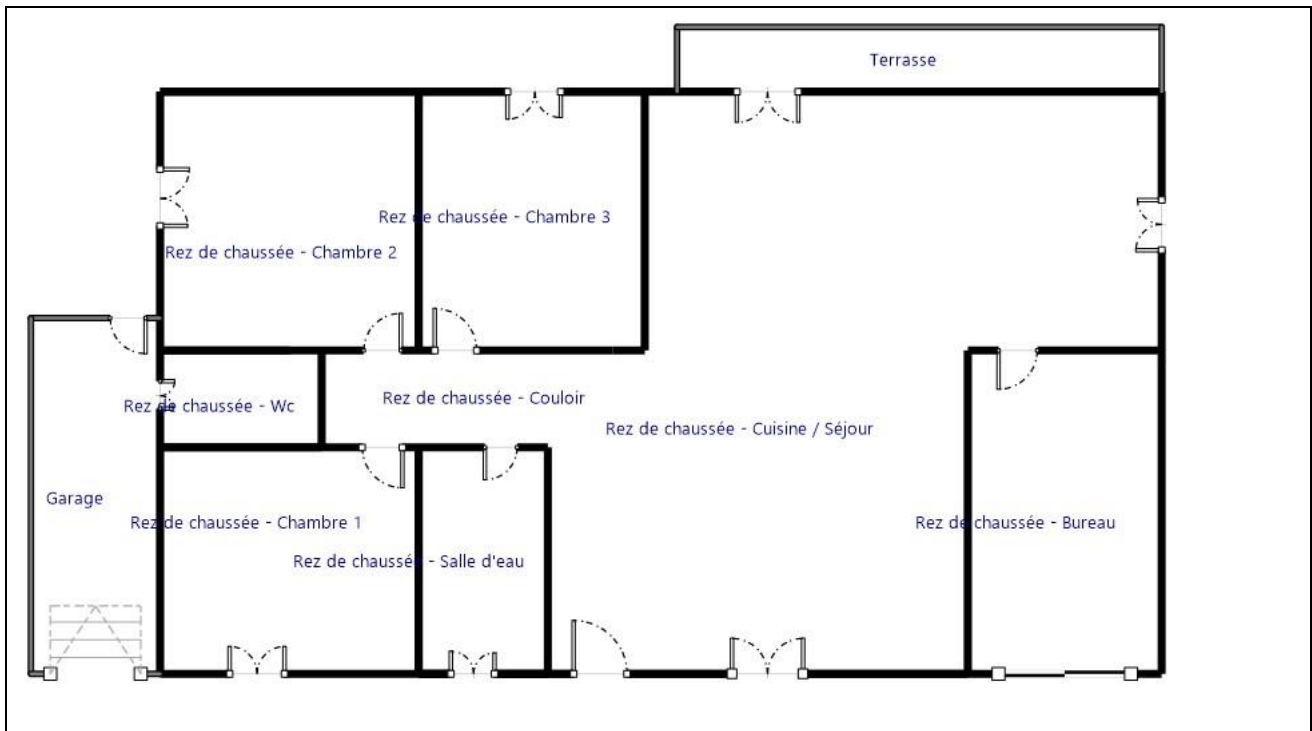 Terrasse
Rez de chaussée - Chambre 3
Rez de chaussée - Chambre 2
Rez de chaussée - Couloir
Rez de chaussée - Wc
Rez de chaussée - Cuisine / Séjour
Garage
Rez de chaussée - Chambre 1
Rez de chaussée - Bureau
Rez de chaussée - Salle d'eau